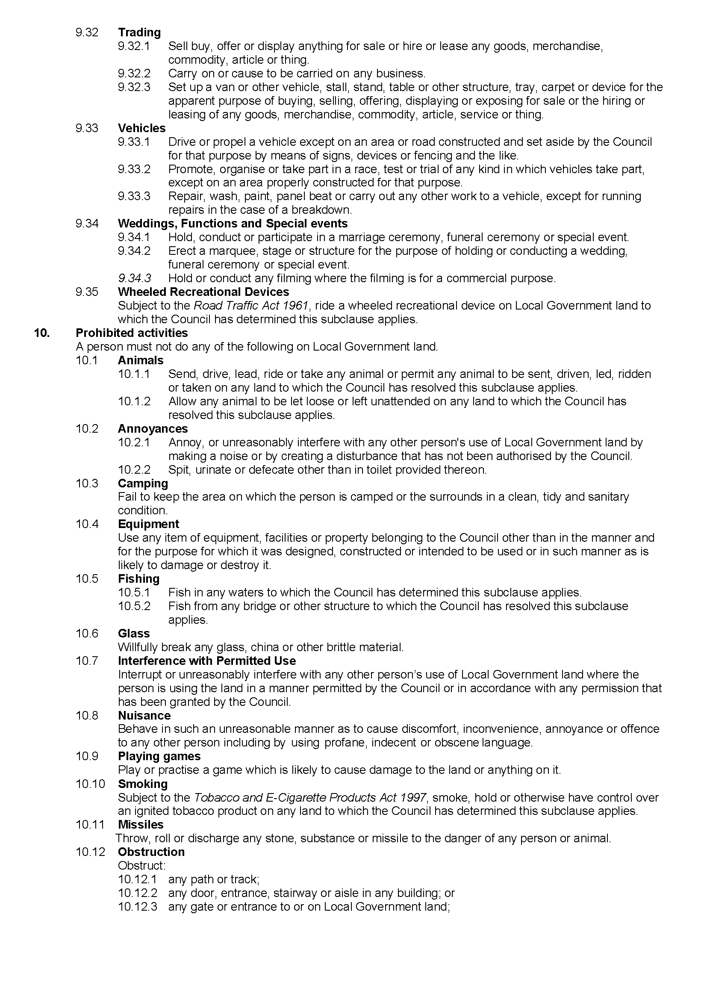 9.32 Trading
9.32.1 Sell buy, offer or display anything for sale or hire or lease any goods, merchandise,
commodity, article or thing.
9.32.2 Carry on or cause to be carried on any business.
9.32.3 Set up a van or other vehicle, stall, stand, table or other structure, tray, carpet or device for the
apparent purpose of buying, selling, offering, displaying or exposing for sale or the hiring or
leasing of any goods, merchandise, commodity, article, service or thing.
9.33 Vehicles
9.33.1 Drive or propel a vehicle except on an area or road constructed and set aside by the Council
for that purpose by means of signs, devices or fencing and the like.
9.33.2 Promote, organise or take part in a race, test or trial of any kind in which vehicles take part,
except on an area properly constructed for that purpose.
9.33.3 Repair, wash, paint, panel beat or carry out any other work to a vehicle, except for running
repairs in the case of a breakdown.
9.34 Weddings, Functions and Special events
9.34.1 Hold, conduct or participate in a marriage ceremony, funeral ceremony or special event.
9.34.2 Erect a marquee, stage or structure for the purpose of holding or conducting a wedding,
funeral ceremony or special event.
9.34.3 Hold or conduct any filming where the filming is for a commercial purpose.
9.35 Wheeled Recreational Devices
Subject to the Road Traffic Act 1961, ride a wheeled recreational device on Local Government land to
which the Council has determined this subclause applies.
10. Prohibited activities
A person must not do any of the following on Local Government land.
10.1 Animals
10.1.1 Send, drive, lead, ride or take any animal or permit any animal to be sent, driven, led, ridden
or taken on any land to which the Council has resolved this subclause applies.
10.1.2 Allow any animal to be let loose or left unattended on any land to which the Council has
resolved this subclause applies.
10.2 Annoyances
10.2.1 Annoy, or unreasonably interfere with any other person's use of Local Government land by
making a noise or by creating a disturbance that has not been authorised by the Council.
10.2.2 Spit, urinate or defecate other than in toilet provided thereon.
10.3 Camping
Fail to keep the area on which the person is camped or the surrounds in a clean, tidy and sanitary
condition.
10.4 Equipment
Use any item of equipment, facilities or property belonging to the Council other than in the manner and
for the purpose for which it was designed, constructed or intended to be used or in such manner as is
likely to damage or destroy it.
10.5 Fishing
10.5.1 Fish in any waters to which the Council has determined this subclause applies.
10.5.2 Fish from any bridge or other structure to which the Council has resolved this subclause
applies.
10.6 Glass
Willfully break any glass, china or other brittle material.
10.7 Interference with Permitted Use
Interrupt or unreasonably interfere with any other person’s use of Local Government land where the
person is using the land in a manner permitted by the Council or in accordance with any permission that
has been granted by the Council.
10.8 Nuisance
Behave in such an unreasonable manner as to cause discomfort, inconvenience, annoyance or offence
to any other person including by using profane, indecent or obscene language.
10.9 Playing games
Play or practise a game which is likely to cause damage to the land or anything on it.
10.10 Smoking
Subject to the Tobacco and E-Cigarette Products Act 1997, smoke, hold or otherwise have control over
an ignited tobacco product on any land to which the Council has determined this subclause applies.
10.11 Missiles
Throw, roll or discharge any stone, substance or missile to the danger of any person or animal.
10.12 Obstruction
Obstruct:
10.12.1 any path or track;
10.12.2 any door, entrance, stairway or aisle in any building; or
10.12.3 any gate or entrance to or on Local Government land;